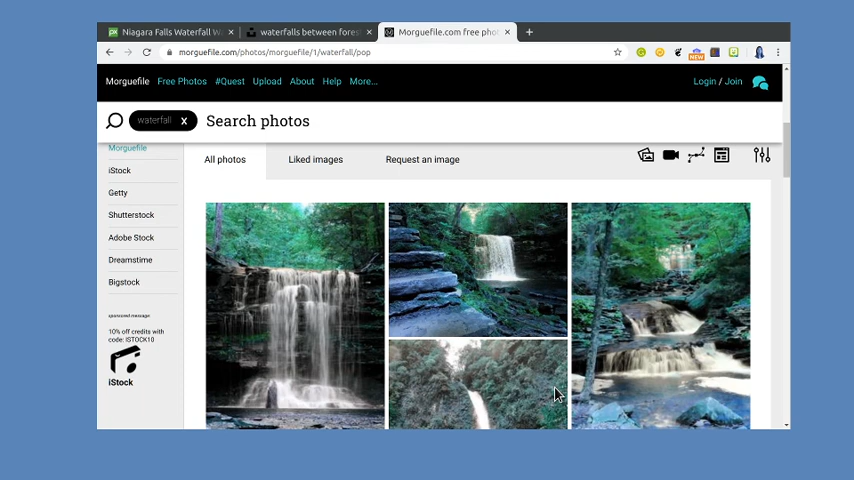 Niagara Falls Waterfall W
waterfalls between fores
Morguefile.com free pho
morguefile.com/photos/morguefile/1/waterfall/pop
NEW
Morguefile Free Photos #Quest Upload About Help More... Login / Join
waterfall X Search photos
Morguefile
iStock
Getty
Shutterstock
Adobe Stock
Dreamstime
Bigstock
All photos Liked images Request an image
sponsored message:
10% off credits with
code: ISTOCK10
iStock